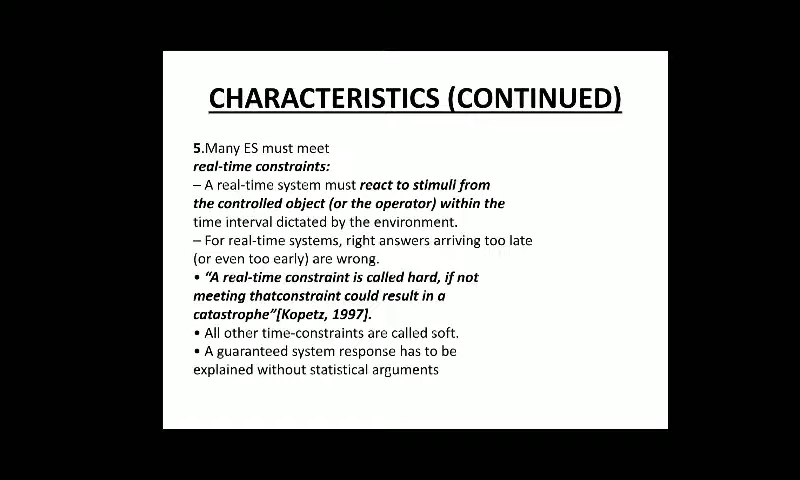 CHARACTERISTICS (CONTINUED)
5.Many ES must meet
real-time constraints:
– A real-time system must react to stimuli from
the controlled object (or the operator) within the
time interval dictated by the environment.
– For real-time systems, right answers arriving too late
(or even too early) are wrong.
• “A real-time constraint is called hard, if not
meeting thatconstraint could result in a
catastrophe”[Kopetz, 1997].
• All other time-constraints are called soft.
• A guaranteed system response has to be
explained without statistical arguments